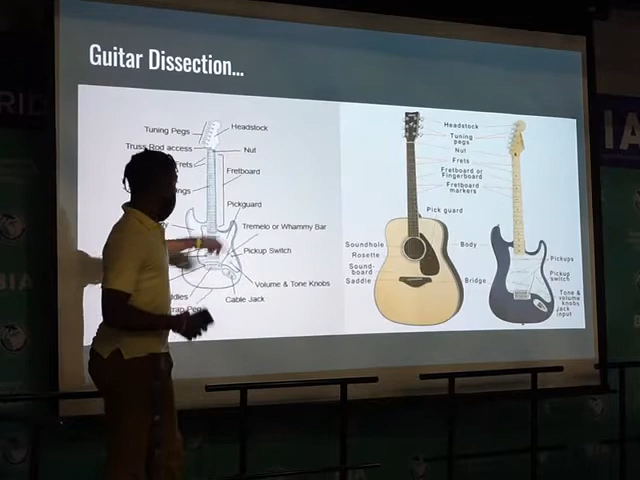 Guitar Dissection...
Tuning Pegs
Headstock
Truss Rod access
Nut
Frets
Fretboard
Pickguard
Tremelo or Whammy Bar
Pickup Switch
Volume & Tone Knobs
Cable Jack
Headstock
Tuning
pegs
Nut
Frets
Fretboard or
Fingerboard
Fretboard
markers
Pick guard
Soundhole
Rosette
Sound-
board
Saddle
Body
Bridge
Pickups
Pickup
switch
Tone &
volume
knobs
Jack
input